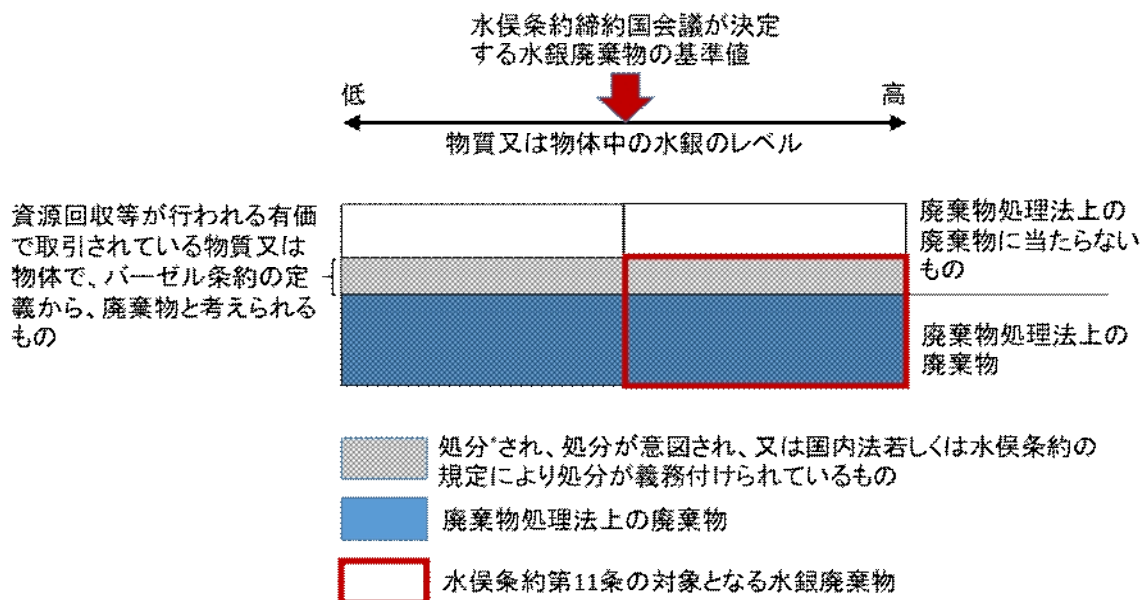 水俣条約締約国会議が決定
する水銀廃棄物の基準値
低
高
物質又は物体中の水銀のレベル
資源回収等が行われる有価
で取引されている物質又は
物体で、バーゼル条約の定
義から、廃棄物と考えられる
もの
廃棄物処理法上の
廃棄物に当たらない
もの
廃棄物処理法上の
廃棄物
処分*され、処分が意図され、又は国内法若しくは水俣条約の
規定により処分が義務付けられているもの
廃棄物処理法上の廃棄物
水俣条約第11条の対象となる水銀廃棄物